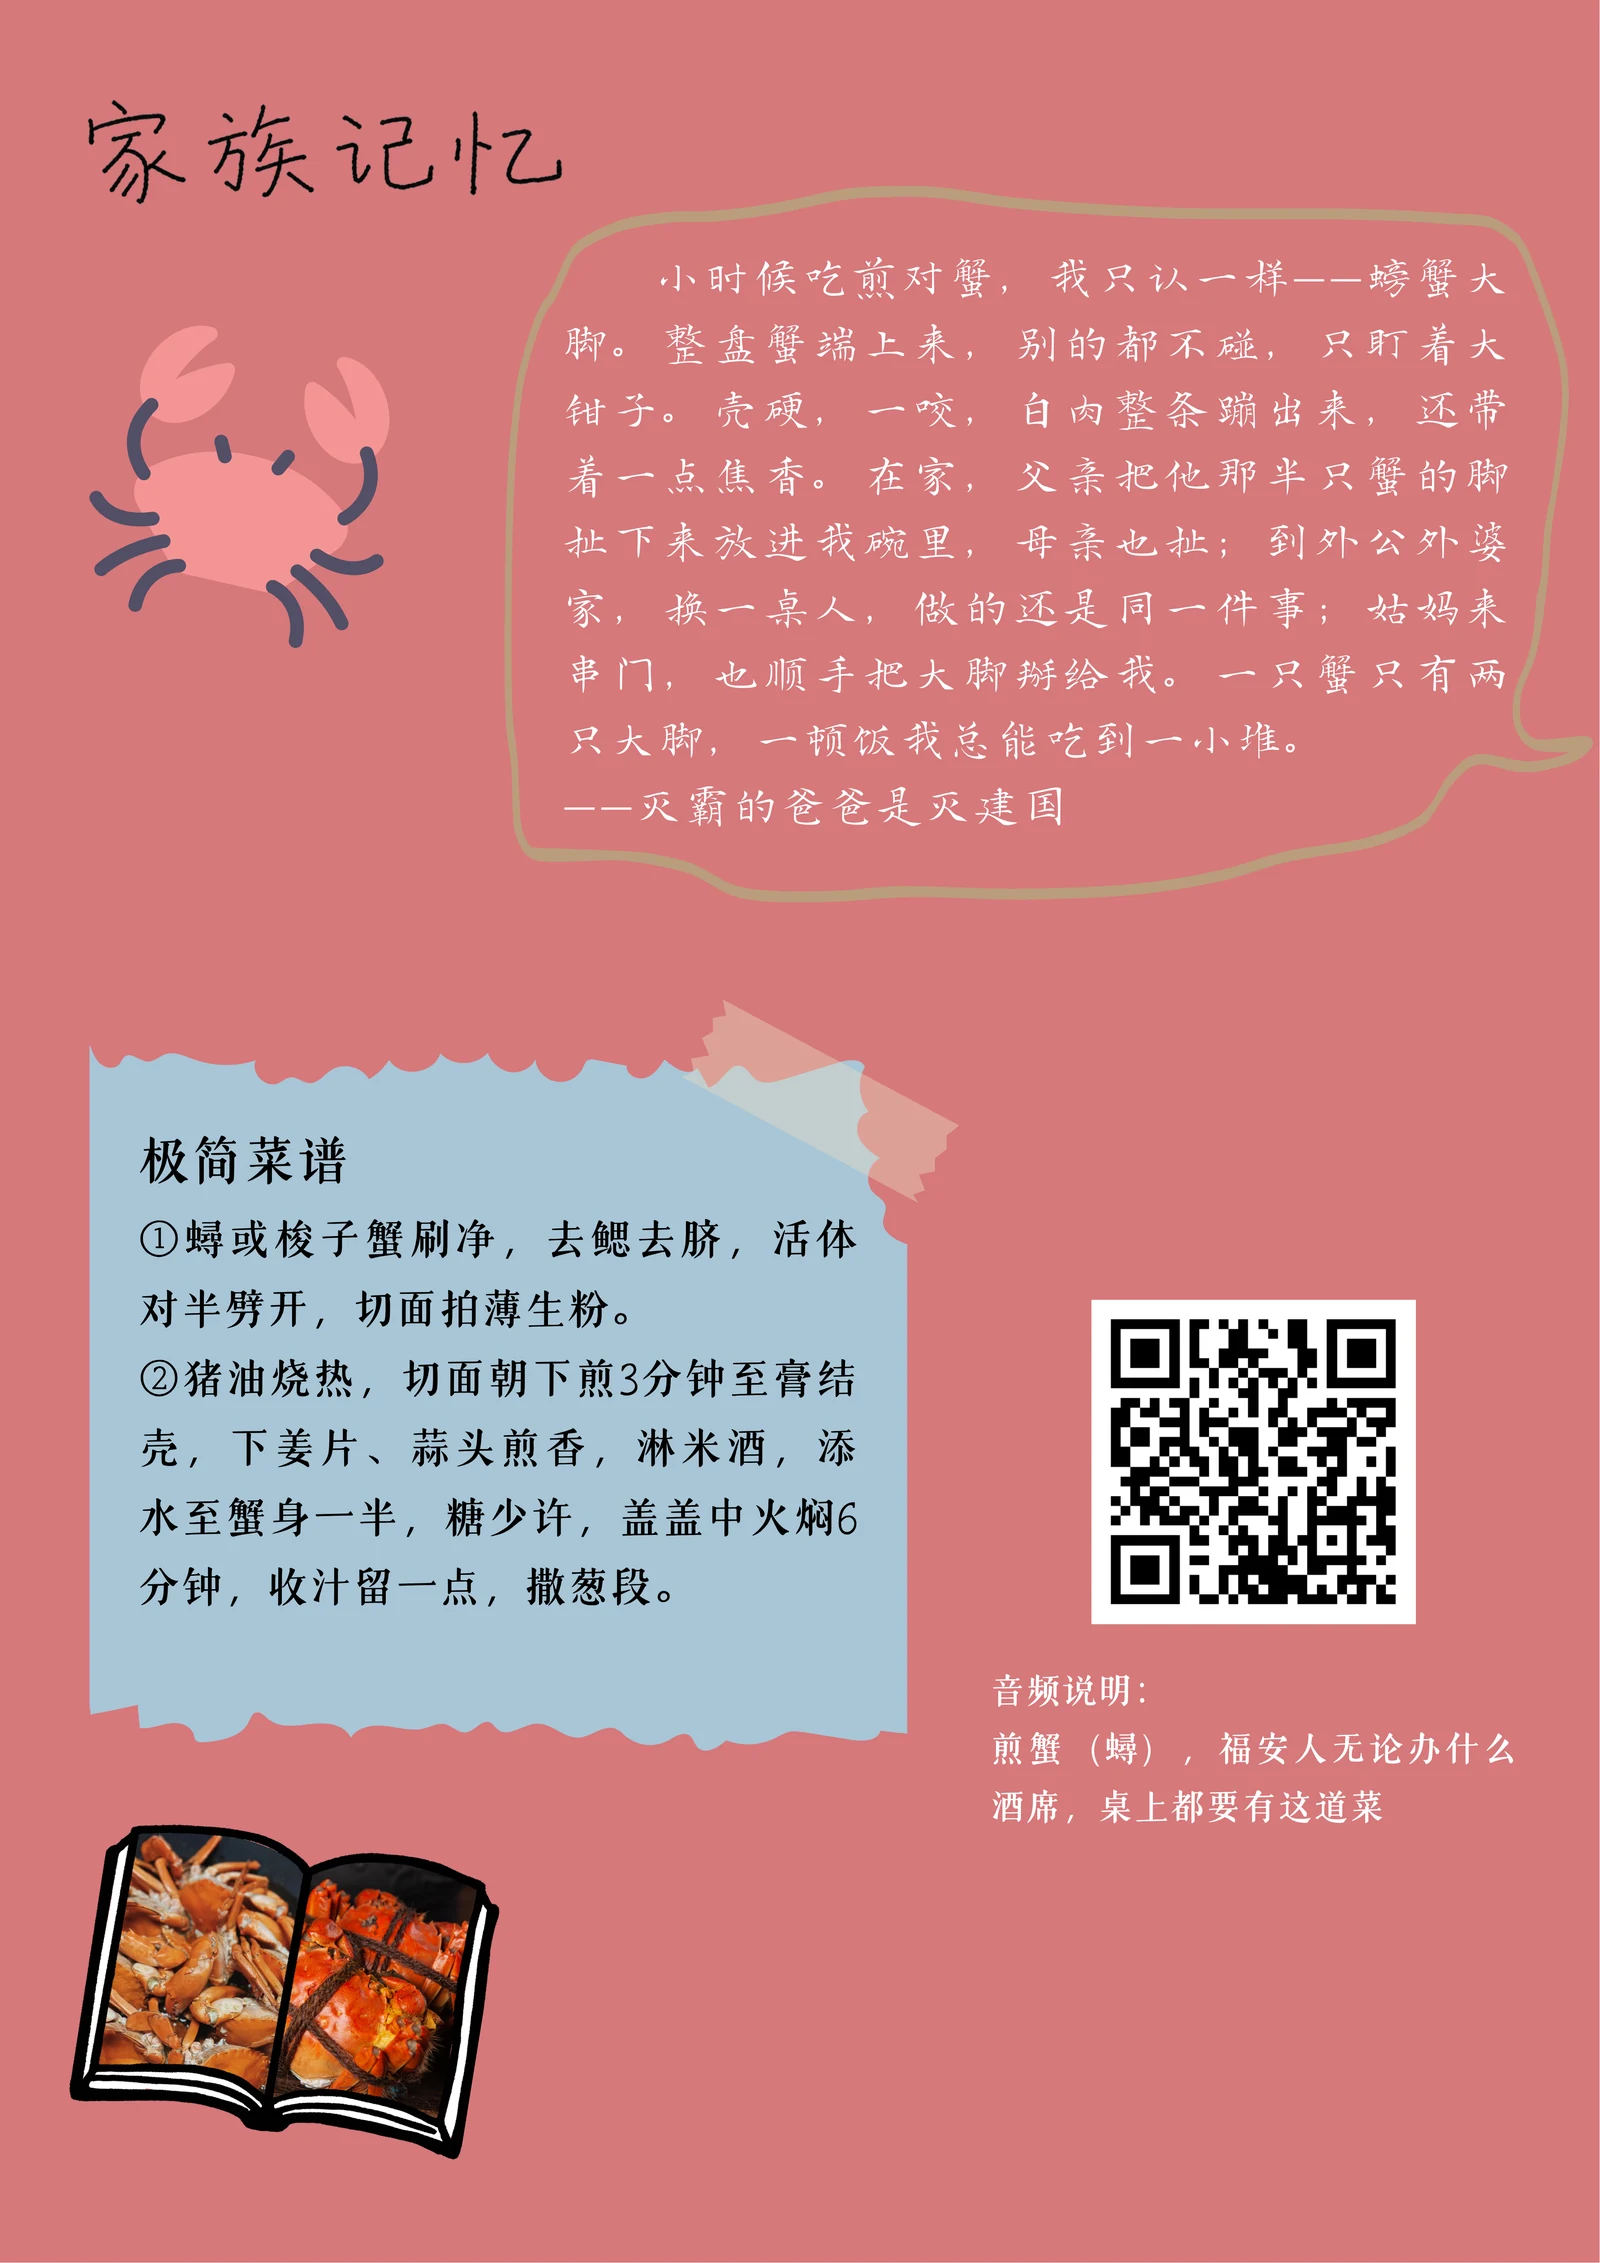 家族记忆
小时候吃煎对蟹，我只认一样——螃蟹大
脚。整盘蟹端上来，别的都不碰，只盯着大
钳子。壳硬，一咬，白肉整条蹦出来，还带
着一点焦香。在家，父亲把他那半只蟹的脚
扯下来放进我碗里，母亲也扯；到外公外婆
家，换一桌人，做的还是同一件事；姑妈来
串门，也顺手把大脚掰给我。一只蟹只有两
只大脚，一顿饭我总能吃到一小堆。
——灭霸的爸爸是灭建国
极简菜谱
①蟳或梭子蟹刷净，去鳃去脐，活体
对半劈开，切面拍薄生粉。
②猪油烧热，切面朝下煎3分钟至膏结
壳，下姜片、蒜头煎香，淋米酒，添
水至蟹身一半，糖少许，盖盖中火焖6
分钟，收汁留一点，撒葱段。
音频说明：
煎蟹（蟳），福安人无论办什么
酒席，桌上都要有这道菜